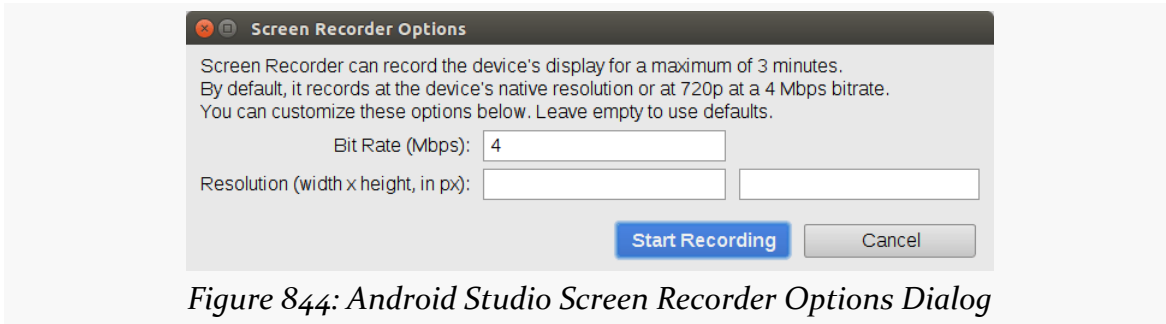 Screen Recorder Options
Screen Recorder can record the device's display for a maximum of 3 minutes.
By default, it records at the device's native resolution or at 720p at a 4 Mbps bitrate.
You can customize these options below. Leave empty to use defaults.
Bit Rate (Mbps): 4
Resolution (width x height, in px):
Start Recording Cancel
Figure 844: Android Studio Screen Recorder Options Dialog